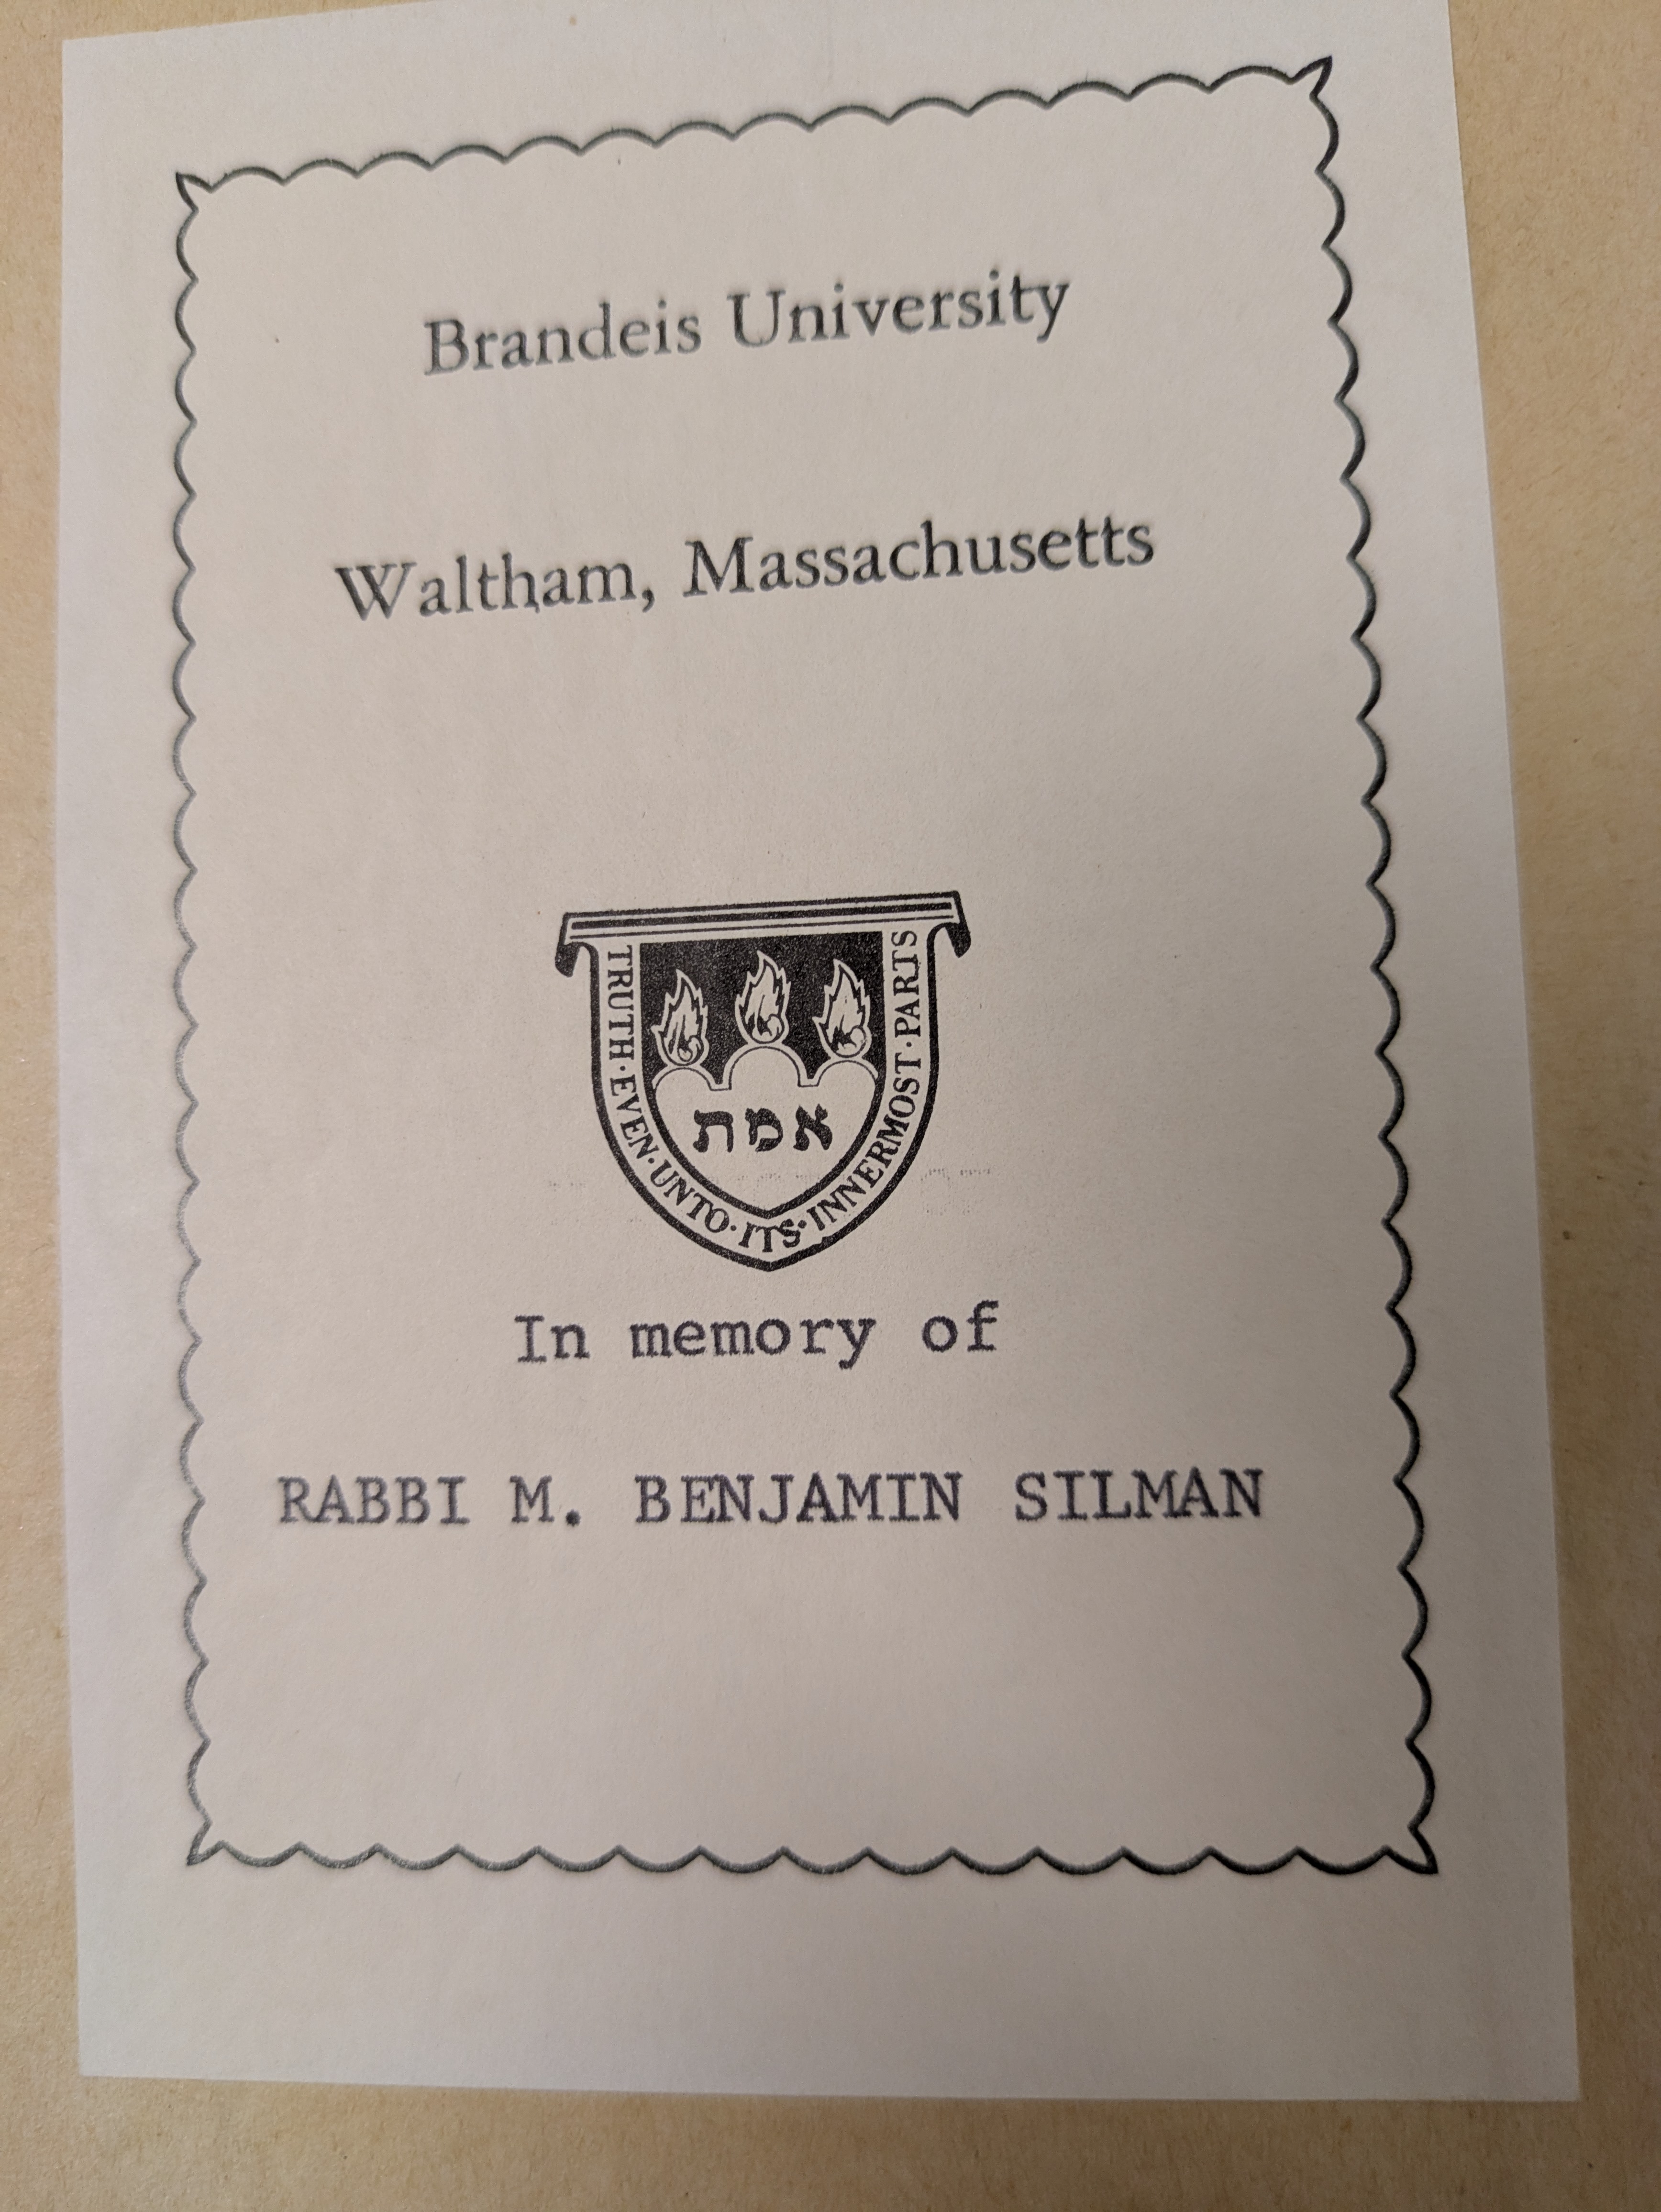 Brandeis University
Waltham, Massachusetts
TRUTH·EVEN·UNTO·ITS·INNERMOST·PARTS
אמת
In memory of
RABBI M. BENJAMIN SILMAN